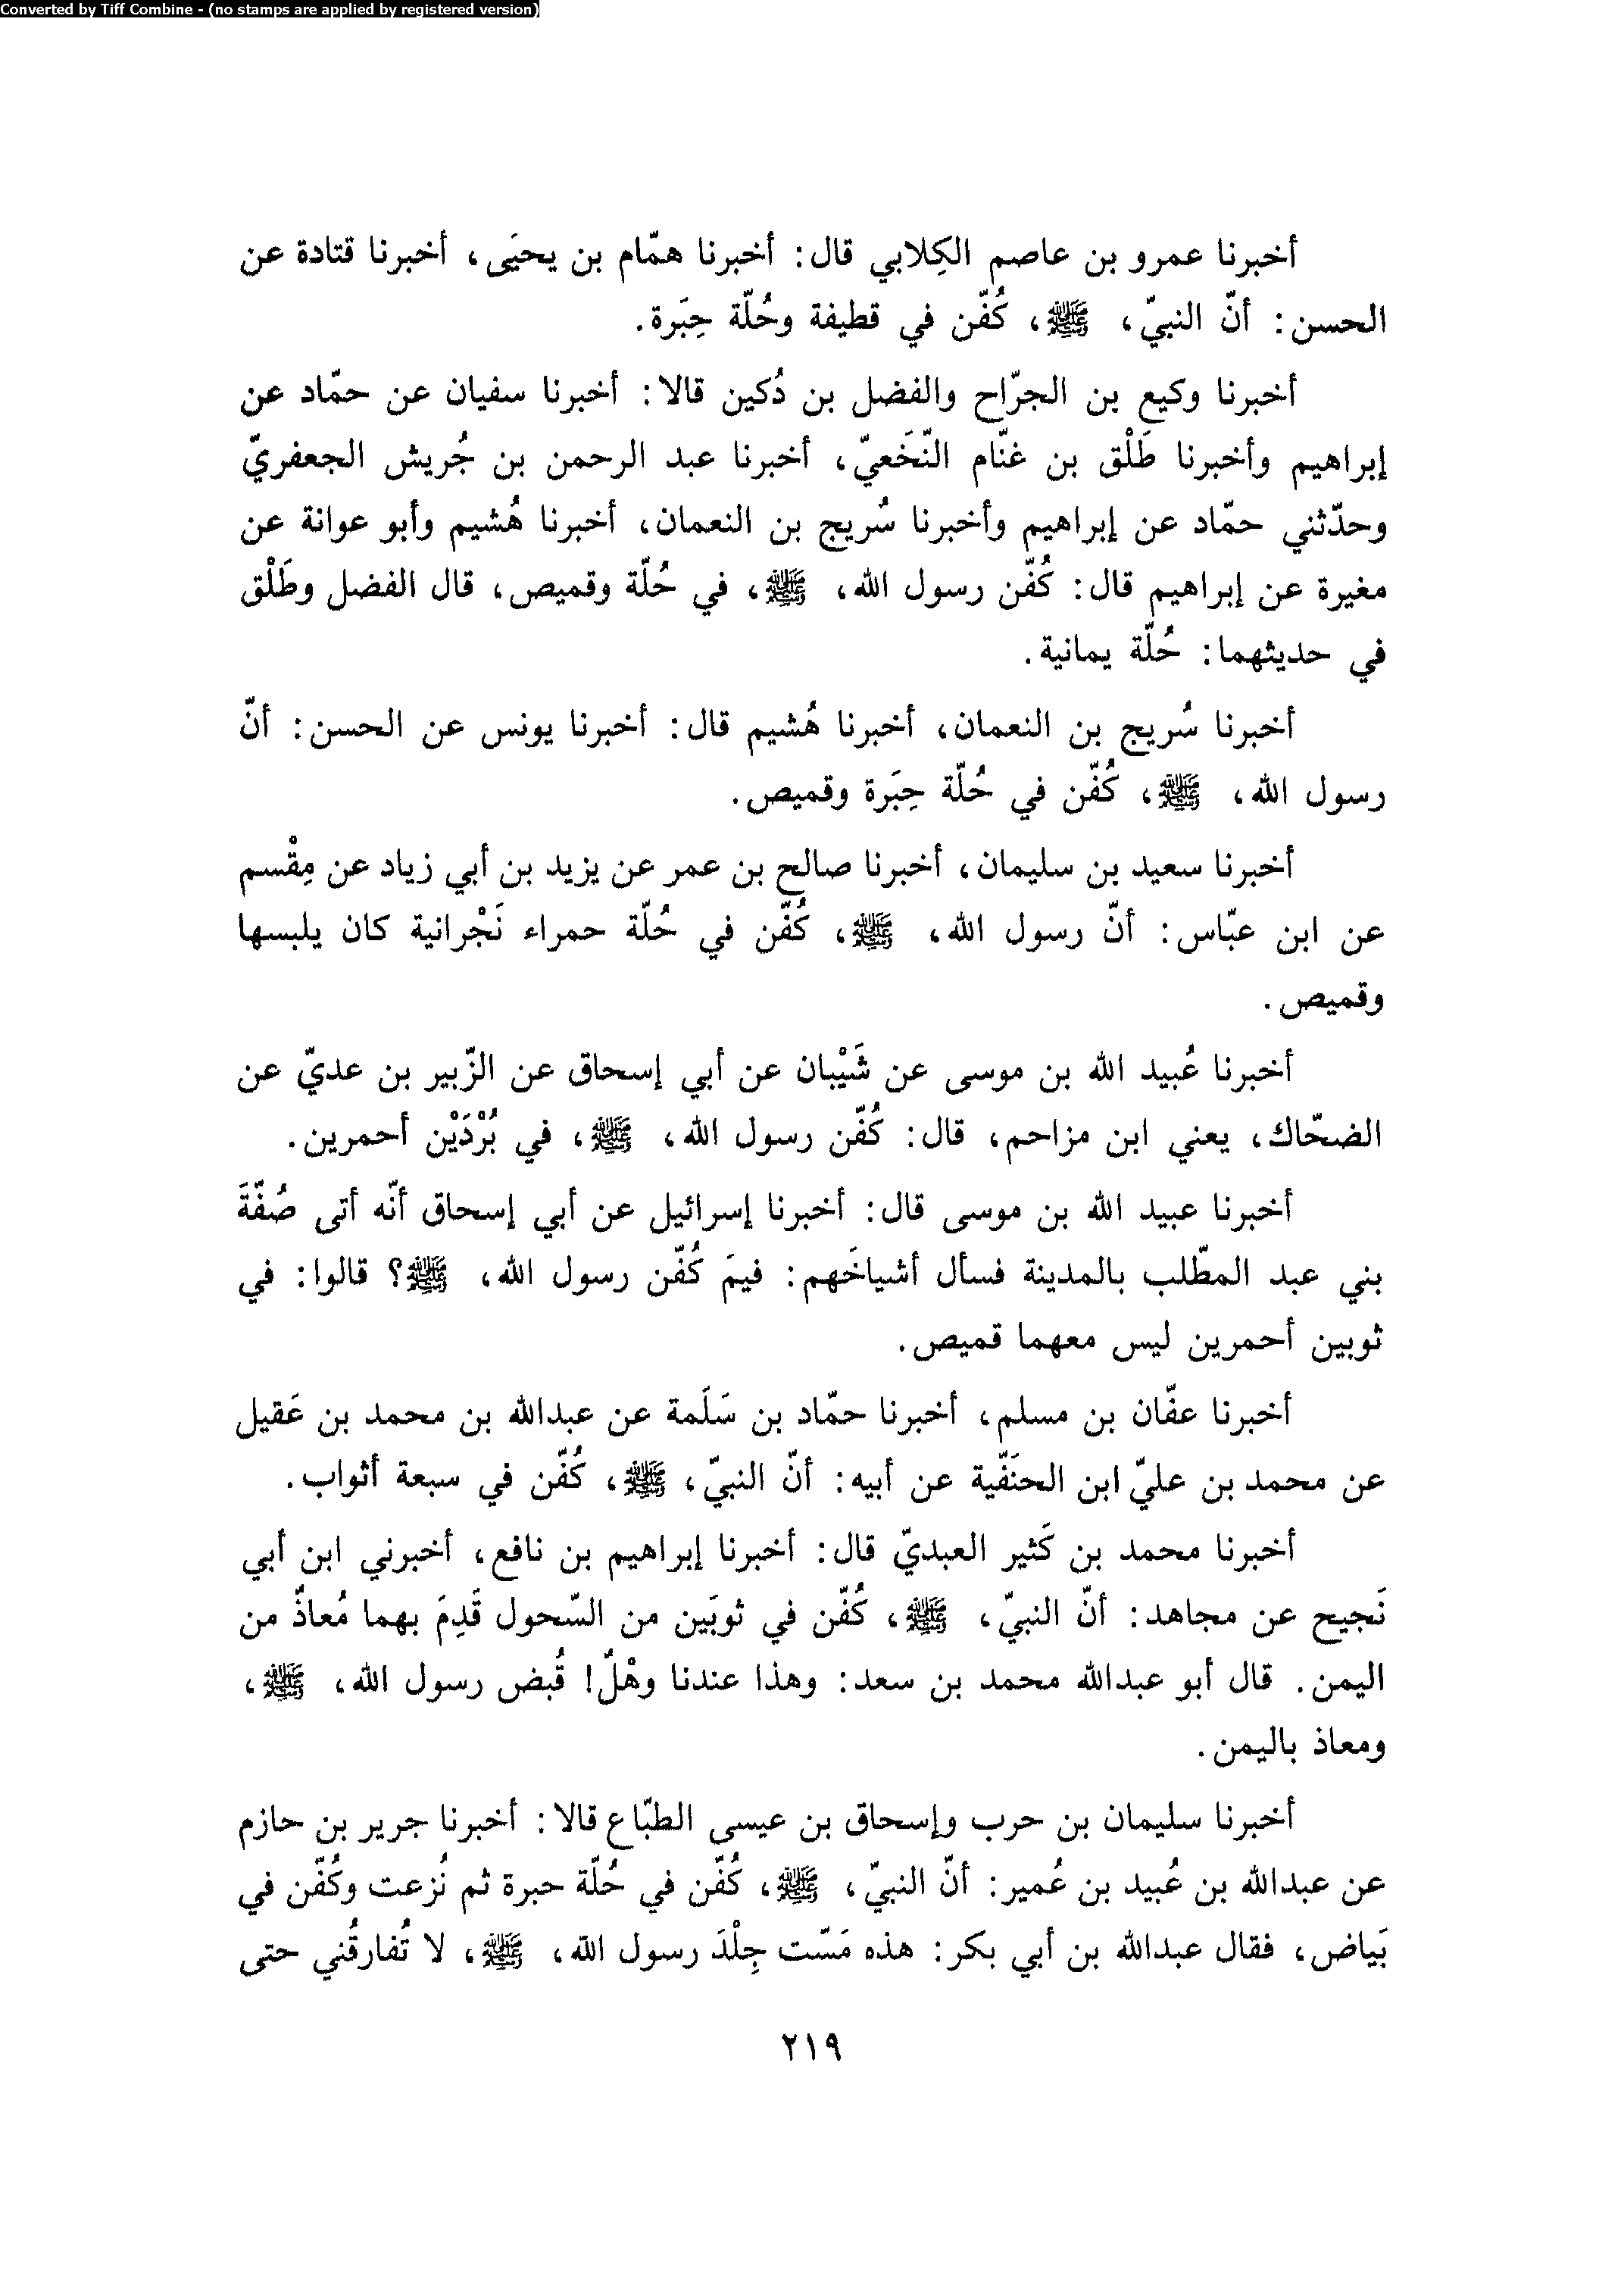 Converted by Tiff Combine - (no stamps are applied by registered version)
أخبرنا عمرو بن عاصم الكِلابي قال: أخبرنا همّام بن يحيَى، أخبرنا قتادة عن
الحسن: أنّ النبيّ، ﷺ، كُفّن في قطيفة وحُلّة حِبَرة.
أخبرنا وكيع بن الجرّاح والفضل بن دُكين قالا: أخبرنا سفيان عن حمّاد عن
إبراهيم وأخبرنا طَلْق بن غنّام النّخَعيّ، أخبرنا عبد الرحمن بن جُريش الجعفريّ
وحدّثني حمّاد عن إبراهيم وأخبرنا سُريج بن النعمان، أخبرنا هُشيم وأبو عوانة عن
مغيرة عن إبراهيم قال: كُفّن رسول الله، ﷺ، في حُلّة وقميص، قال الفضل وطَلْق
في حديثهما: حُلّة يمانية.
أخبرنا سُريج بن النعمان، أخبرنا هُشيم قال: أخبرنا يونس عن الحسن: أنّ
رسول الله، ﷺ، كُفّن في حُلّة حِبَرة وقميص.
أخبرنا سعيد بن سليمان، أخبرنا صالح بن عمر عن يزيد بن أبي زياد عن مِقْسم
عن ابن عبّاس: أنّ رسول الله، ﷺ، كُفّن في حُلّة حمراء نَجْرانية كان يلبسها
وقميص.
أخبرنا عُبيد الله بن موسى عن شَيْبان عن أبي إسحاق عن الزّبير بن عديّ عن
الضحّاك، يعني ابن مزاحم، قال: كُفّن رسول الله، ﷺ، في بُرْدَيْن أحمرين.
أخبرنا عبيد الله بن موسى قال: أخبرنا إسرائيل عن أبي إسحاق أنّه أتى صُفّةَ
بني عبد المطّلب بالمدينة فسأل أشياخَهم: فيمَ كُفّن رسول الله، ﷺ؟ قالوا: في
ثوبين أحمرين ليس معهما قميص.
أخبرنا عفّان بن مسلم، أخبرنا حمّاد بن سَلَمة عن عبدالله بن محمد بن عَقيل
عن محمد بن عليّ ابن الحنَفّية عن أبيه: أنّ النبيّ، ﷺ، كُفّن في سبعة أثواب.
أخبرنا محمد بن كَثير العبديّ قال: أخبرنا إبراهيم بن نافع، أخبرني ابن أبي
نَجيح عن مجاهد: أنّ النبيّ، ﷺ، كُفّن في ثوبَين من السّحول قَدِمَ بهما مُعاذٌ من
اليمن. قال أبو عبدالله محمد بن سعد: وهذا عندنا وهْلٌ! قُبض رسول الله، ﷺ،
ومعاذ باليمن.
أخبرنا سليمان بن حرب وإسحاق بن عيسى الطبّاع قالا: أخبرنا جرير بن حازم
عن عبدالله بن عُبيد بن عُمير: أنّ النبيّ، ﷺ، كُفّن في حُلّة حبرة ثم نُزعت وكُفّن في
بَياض، فقال عبدالله بن أبي بكر: هذه مَسّت جِلْدَ رسول الله، ﷺ، لا تُفارقُني حتى
٢١٩